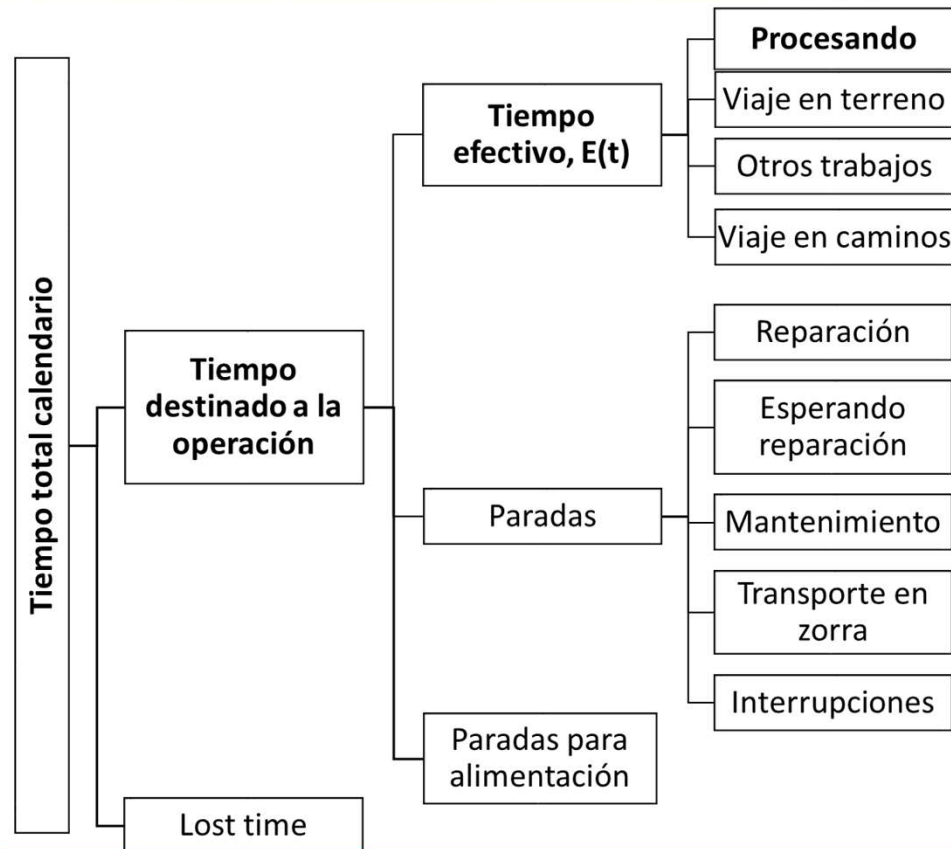 Tiempo total calendario
Tiempo
destinado a la
operación
Lost time
Tiempo
efectivo, E(t)
Paradas
Paradas para
alimentación
Procesando
Viaje en terreno
Otros trabajos
Viaje en caminos
Reparación
Esperando
reparación
Mantenimiento
Transporte en
zorra
Interrupciones